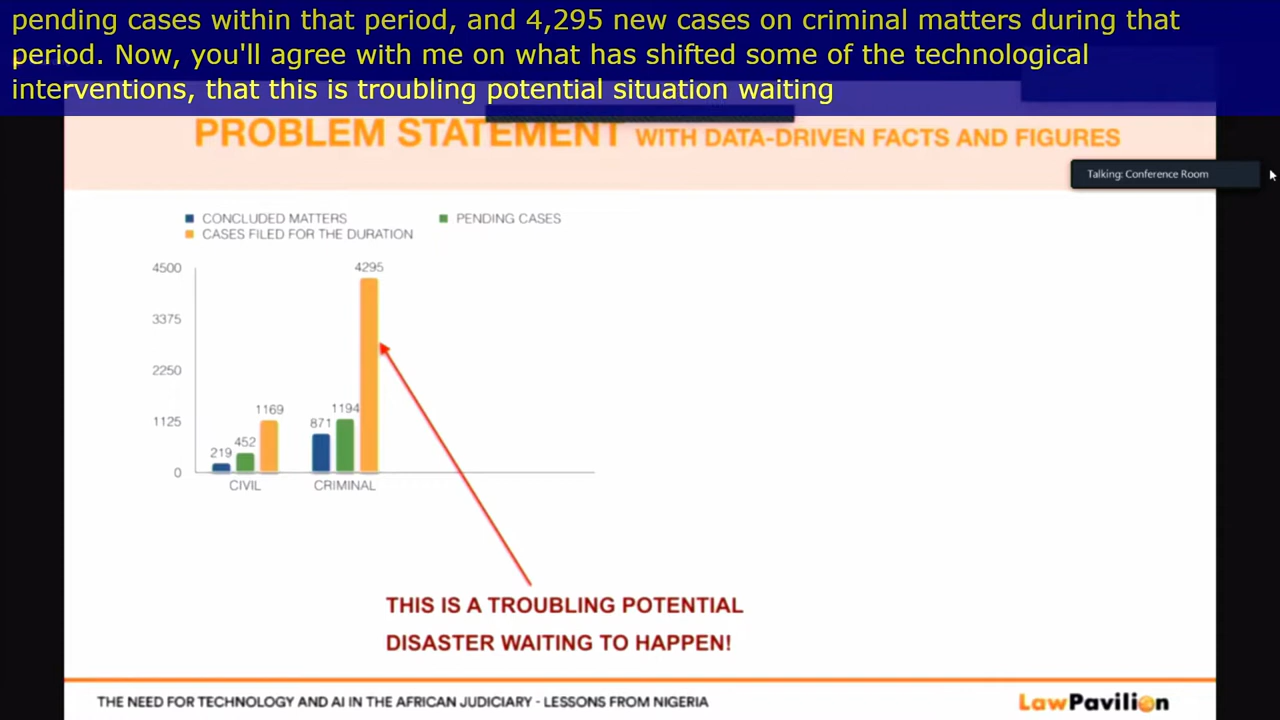 pending cases within that period, and 4,295 new cases on criminal matters during that
period. Now, you'll agree with me on what has shifted some of the technological
interventions, that this is troubling potential situation waiting
PROBLEM STATEMENT WITH DATA-DRIVEN FACTS AND FIGURES
Talking: Conference Room
CONCLUDED MATTERS PENDING CASES
CASES FILED FOR THE DURATION
4500
3375
2250
1125
0
219
452
1169
871
1194
4295
CIVIL CRIMINAL
THIS IS A TROUBLING POTENTIAL
DISASTER WAITING TO HAPPEN!
THE NEED FOR TECHNOLOGY AND AI IN THE AFRICAN JUDICIARY - LESSONS FROM NIGERIA
LawPavilion